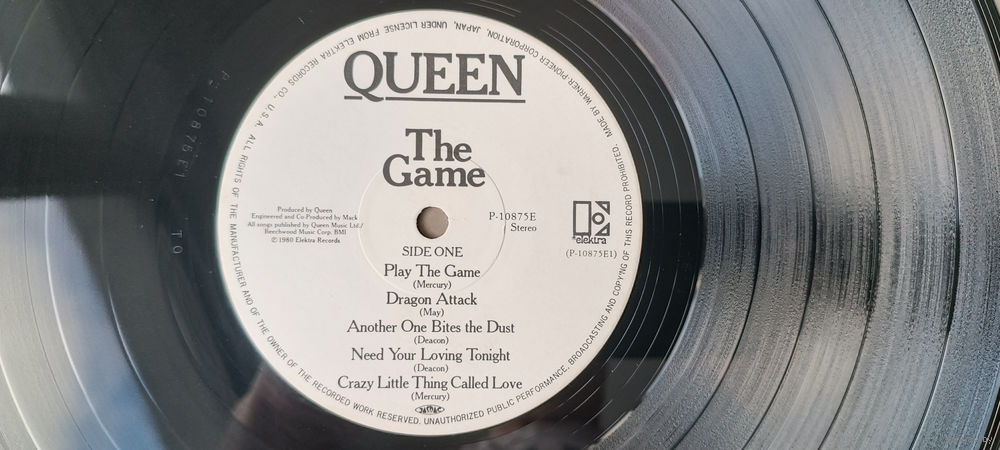 QUEEN
The
Game
Produced by Queen
Engineered and Co-Produced by Mack
All songs published by Queen Music Ltd./
Beechwood Music Corp. BMI
© 1980 Elektra Records
P-10875E
Stereo
elektra
(P-10875E1)
SIDE ONE
Play The Game
(Mercury)
Dragon Attack
(May)
Another One Bites the Dust
(Deacon)
Need Your Loving Tonight
(Deacon)
Crazy Little Thing Called Love
(Mercury)
JASRAC
MADE BY WARNER-PIONEER CORPORATION, JAPAN, UNDER LICENSE FROM ELEKTRA RECORDS CO., U.S.A. ALL RIGHTS OF THE MANUFACTURER AND OF THE OWNER OF THE RECORDED WORK RESERVED. UNAUTHORIZED PUBLIC PERFORMANCE, BROADCASTING AND COPYING OF THIS RECORD PROHIBITED.
P-10875E1